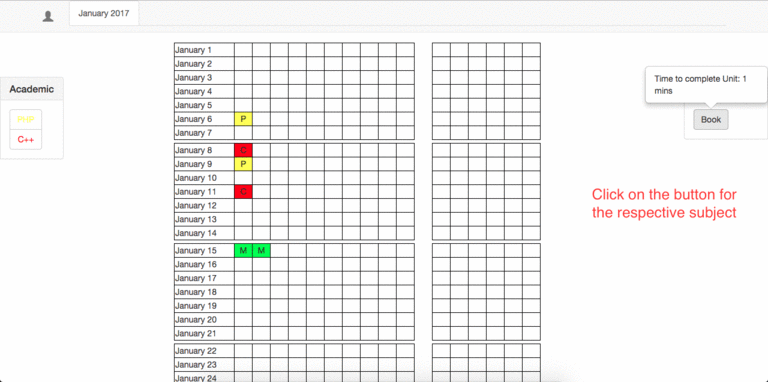 January 2017
January 1
January 2
January 3
January 4
January 5
January 6 P
January 7
January 8 C
January 9 P
January 10
January 11 C
January 12
January 13
January 14
January 15 M M
January 16
January 17
January 18
January 19
January 20
January 21
January 22
January 23
January 24
Academic
PHP
C++
Time to complete Unit: 1
mins
Book
Click on the button for
the respective subject